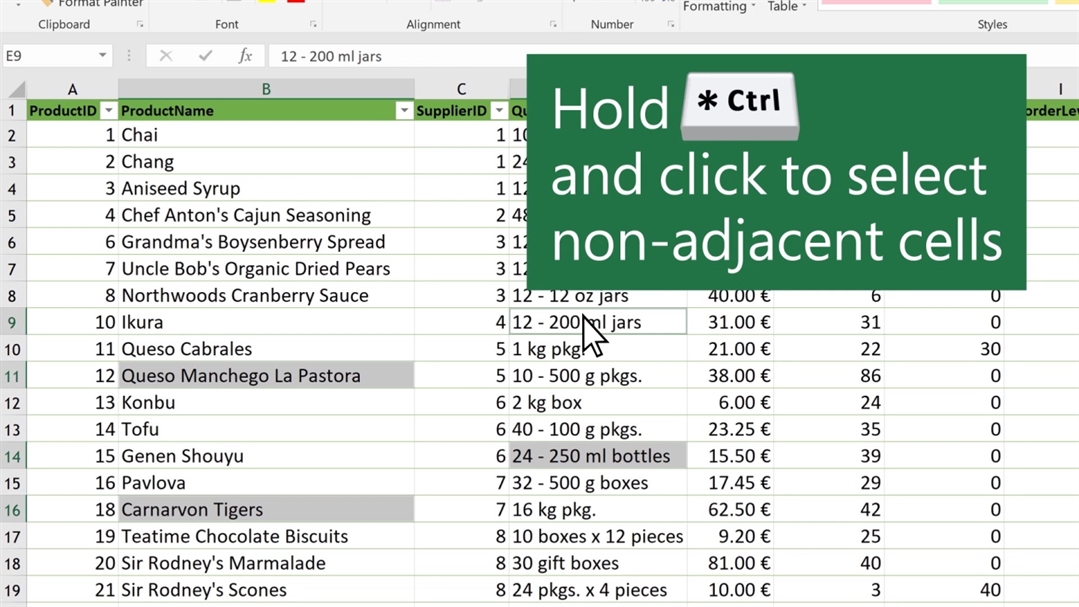 Format Painter
Formatting Table
Clipboard Font Alignment Number Styles
E9 fx 12 - 200 ml jars
Hold * Ctrl
and click to select
non-adjacent cells
A B C I
1 ProductID ProductName SupplierID
2 1 Chai 1
3 2 Chang 1
4 3 Aniseed Syrup 1
5 4 Chef Anton's Cajun Seasoning 2
6 6 Grandma's Boysenberry Spread 3
7 7 Uncle Bob's Organic Dried Pears 3
8 8 Northwoods Cranberry Sauce 3 12 - 12 oz jars 40.00 € 6 0
9 10 Ikura 4 12 - 200 ml jars 31.00 € 31 0
10 11 Queso Cabrales 5 1 kg pkg. 21.00 € 22 30
11 12 Queso Manchego La Pastora 5 10 - 500 g pkgs. 38.00 € 86 0
12 13 Konbu 6 2 kg box 6.00 € 24 0
13 14 Tofu 6 40 - 100 g pkgs. 23.25 € 35 0
14 15 Genen Shouyu 6 24 - 250 ml bottles 15.50 € 39 0
15 16 Pavlova 7 32 - 500 g boxes 17.45 € 29 0
16 18 Carnarvon Tigers 7 16 kg pkg. 62.50 € 42 0
17 19 Teatime Chocolate Biscuits 8 10 boxes x 12 pieces 9.20 € 25 0
18 20 Sir Rodney's Marmalade 8 30 gift boxes 81.00 € 40 0
19 21 Sir Rodney's Scones 8 24 pkgs. x 4 pieces 10.00 € 3 40